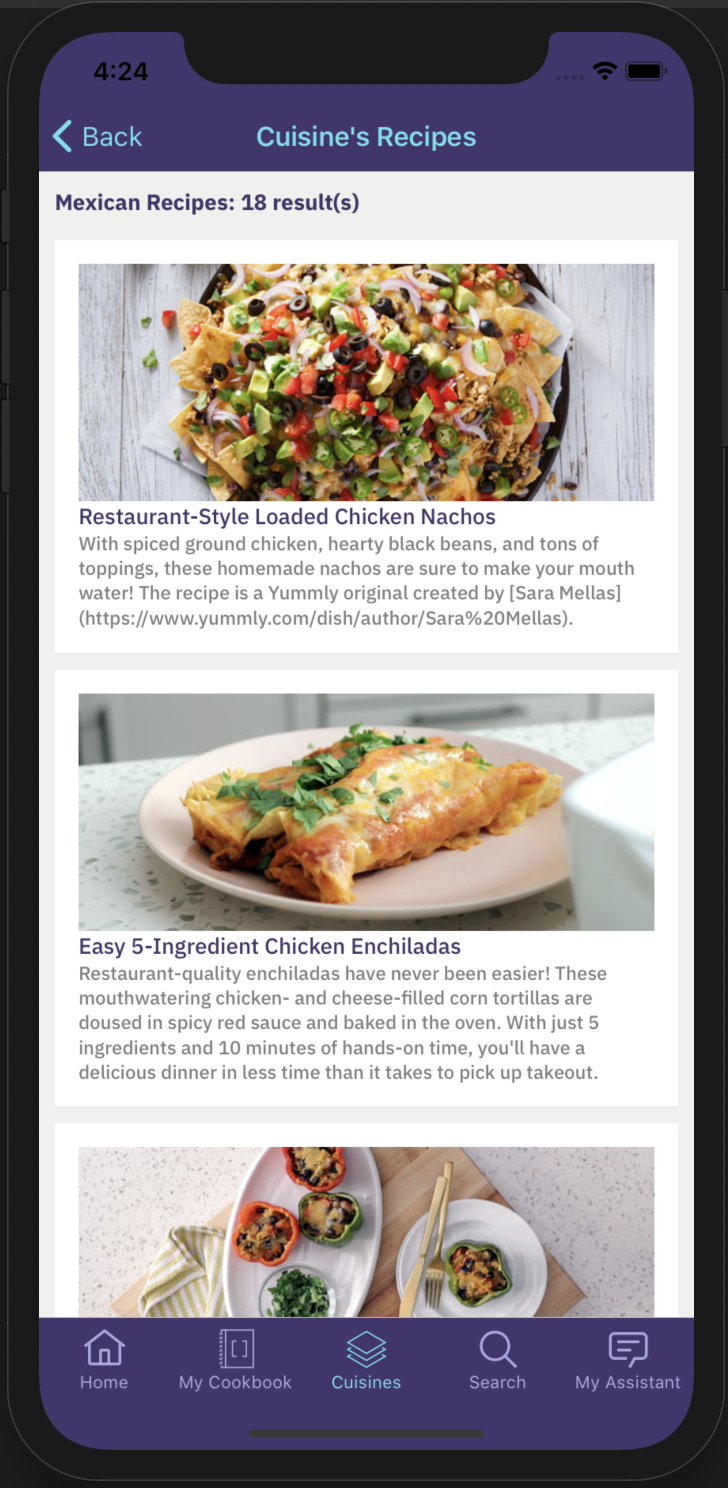 4:24
Back
Cuisine's Recipes
Mexican Recipes: 18 result(s)
Restaurant-Style Loaded Chicken Nachos
With spiced ground chicken, hearty black beans, and tons of
toppings, these homemade nachos are sure to make your mouth
water! The recipe is a Yummly original created by [Sara Mellas]
(https://www.yummly.com/dish/author/Sara%20Mellas).
Easy 5-Ingredient Chicken Enchiladas
Restaurant-quality enchiladas have never been easier! These
mouthwatering chicken- and cheese-filled corn tortillas are
doused in spicy red sauce and baked in the oven. With just 5
ingredients and 10 minutes of hands-on time, you'll have a
delicious dinner in less time than it takes to pick up takeout.
Home
My Cookbook
Cuisines
Search
My Assistant